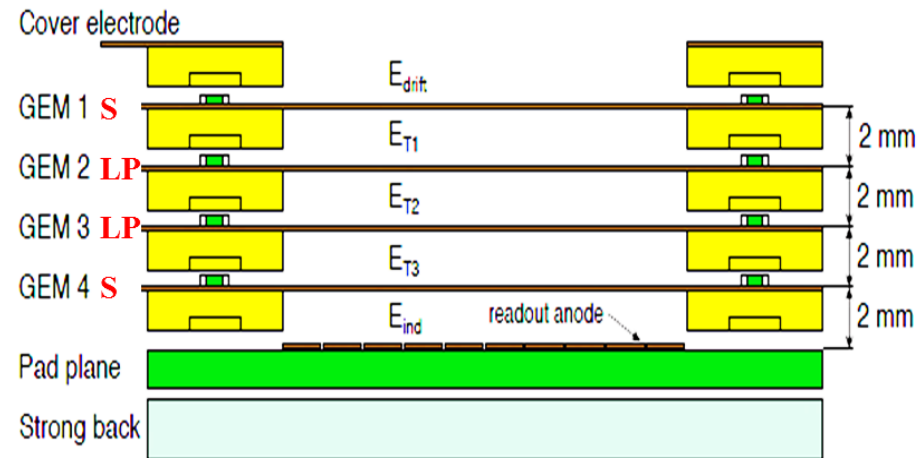 Cover electrode
E_drift
GEM 1 S
E_T1
2 mm
GEM 2 LP
E_T2
2 mm
GEM 3 LP
E_T3
2 mm
GEM 4 S
E_ind
readout anode
2 mm
Pad plane
Strong back